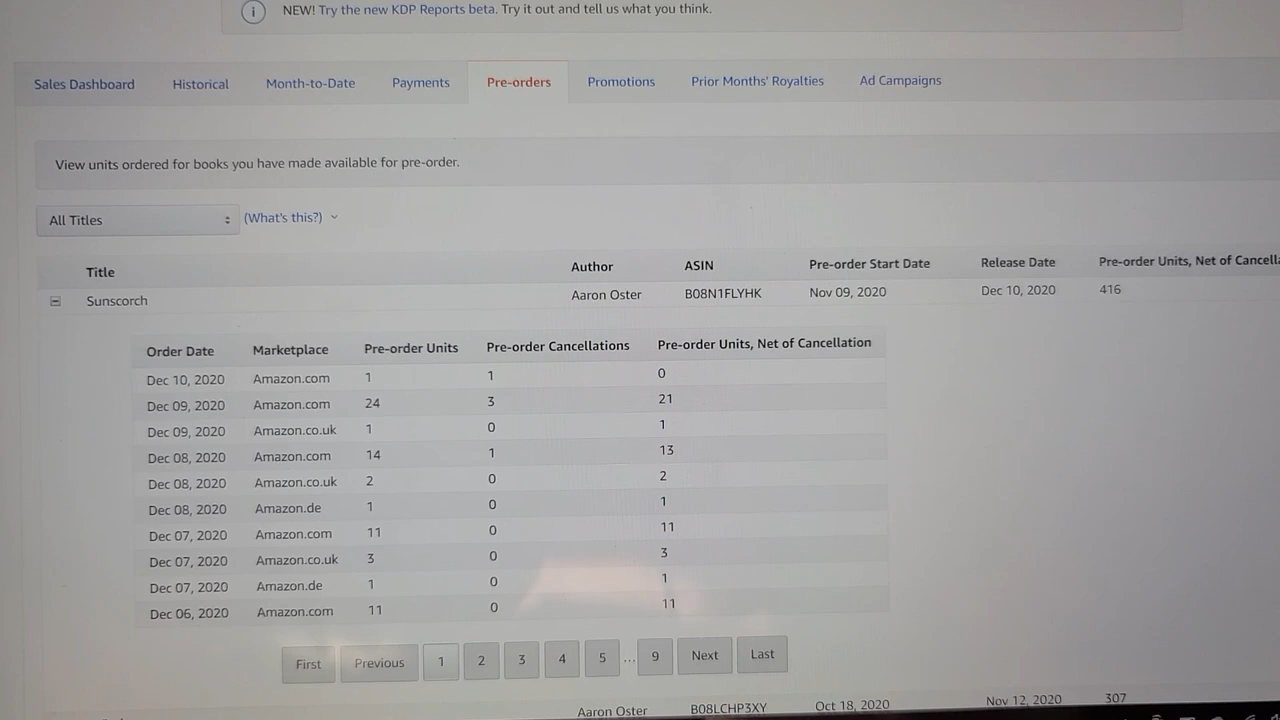 NEW! Try the new KDP Reports beta. Try it out and tell us what you think.
Sales Dashboard Historical Month-to-Date Payments Pre-orders Promotions Prior Months' Royalties Ad Campaigns
View units ordered for books you have made available for pre-order.
All Titles (What's this?)
Title Author ASIN Pre-order Start Date Release Date Pre-order Units, Net of
Sunscorch Aaron Oster B08N1FLYHK Nov 09, 2020 Dec 10, 2020 416
Order Date Marketplace Pre-order Units Pre-order Cancellations Pre-order Units, Net of Cancellation
Dec 10, 2020 Amazon.com 1 1 0
Dec 09, 2020 Amazon.com 24 3 21
Dec 09, 2020 Amazon.co.uk 1 0 1
Dec 08, 2020 Amazon.com 14 1 13
Dec 08, 2020 Amazon.co.uk 2 0 2
Dec 08, 2020 Amazon.de 1 0 1
Dec 07, 2020 Amazon.com 11 0 11
Dec 07, 2020 Amazon.co.uk 3 0 3
Dec 07, 2020 Amazon.de 1 0 1
Dec 06, 2020 Amazon.com 11 0 11
First Previous 1 2 3 4 5 ... 9 Next Last
Aaron Oster B08LCHP3XY Oct 18, 2020 Nov 12, 2020 307